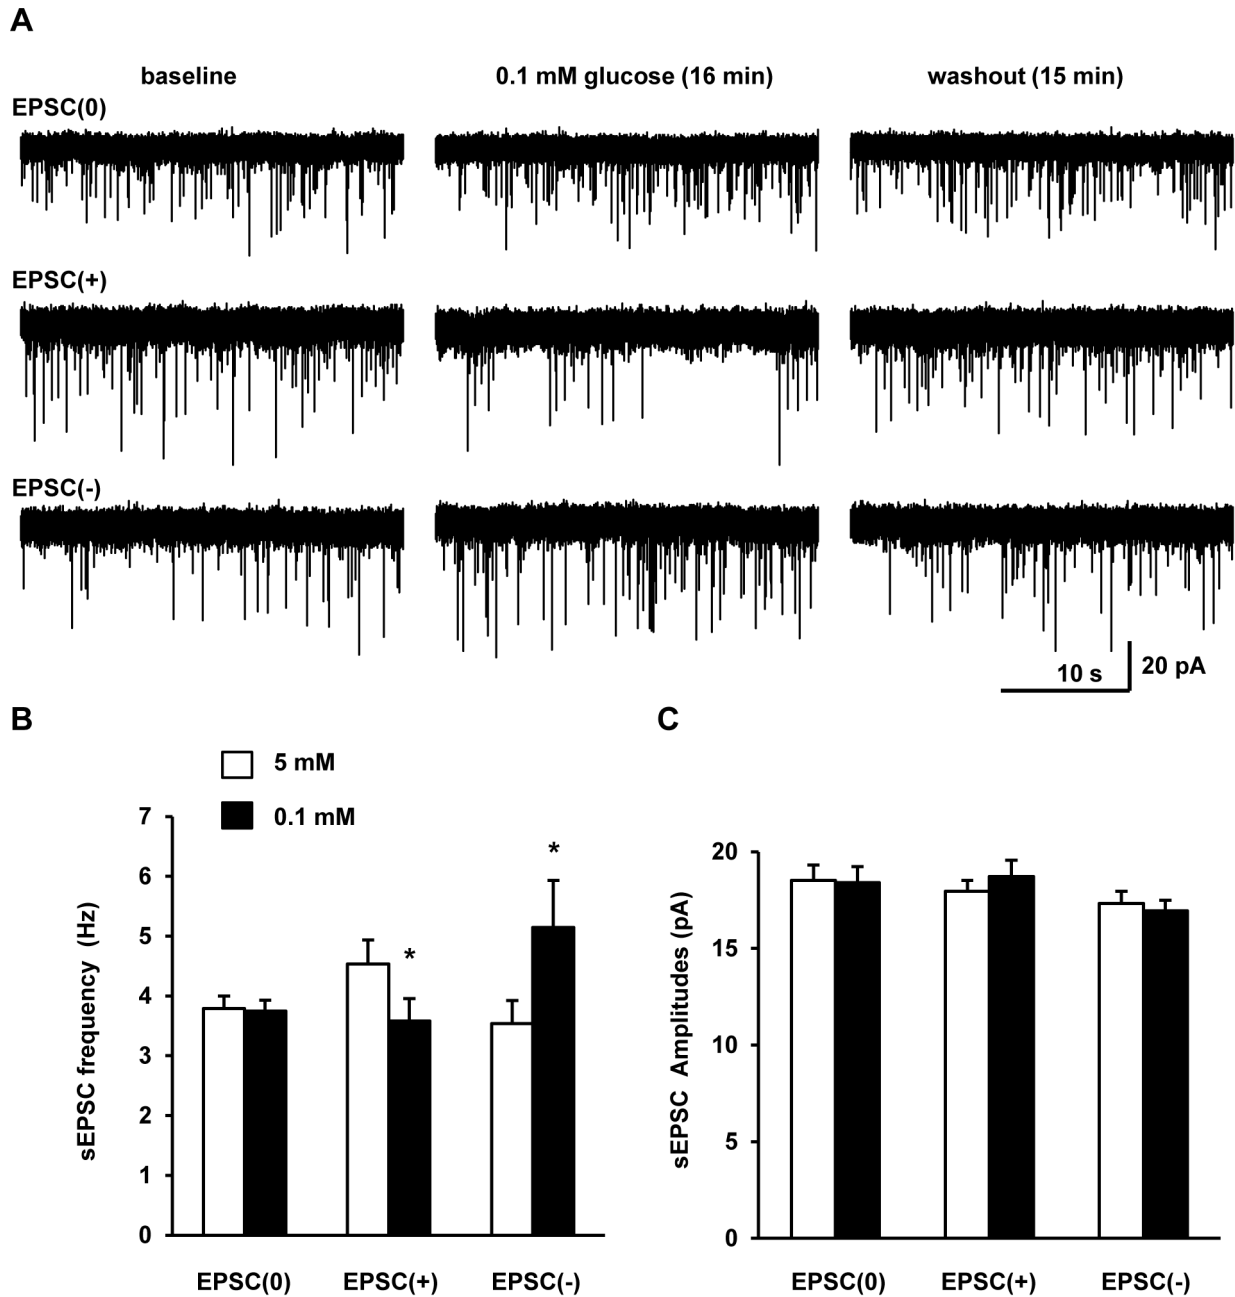 A
baseline
0.1 mM glucose (16 min)
washout (15 min)
EPSC(0)
EPSC(+)
EPSC(-)
10 s
20 pA
B
5 mM
0.1 mM
sEPSC frequency (Hz)
7
6
5
4
3
2
1
0
*
*
EPSC(0)
EPSC(+)
EPSC(-)
C
sEPSC Amplitudes (pA)
20
15
10
5
0
EPSC(0)
EPSC(+)
EPSC(-)